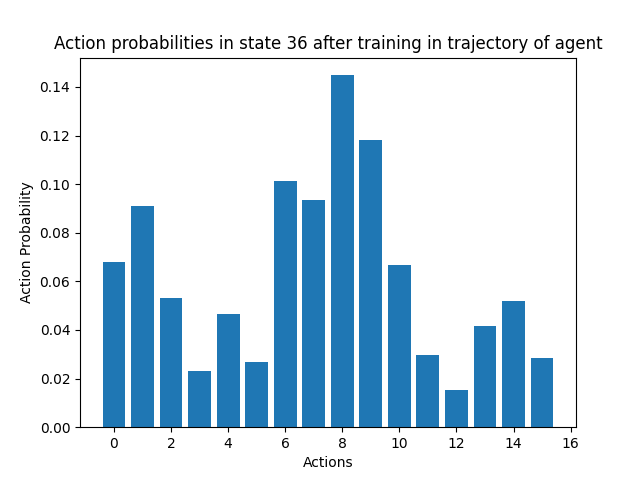 Action probabilities in state 36 after training in trajectory of agent
0.14
0.12
0.10
0.08
0.06
0.04
0.02
0.00
Action Probability
0 2 4 6 8 10 12 14 16
Actions